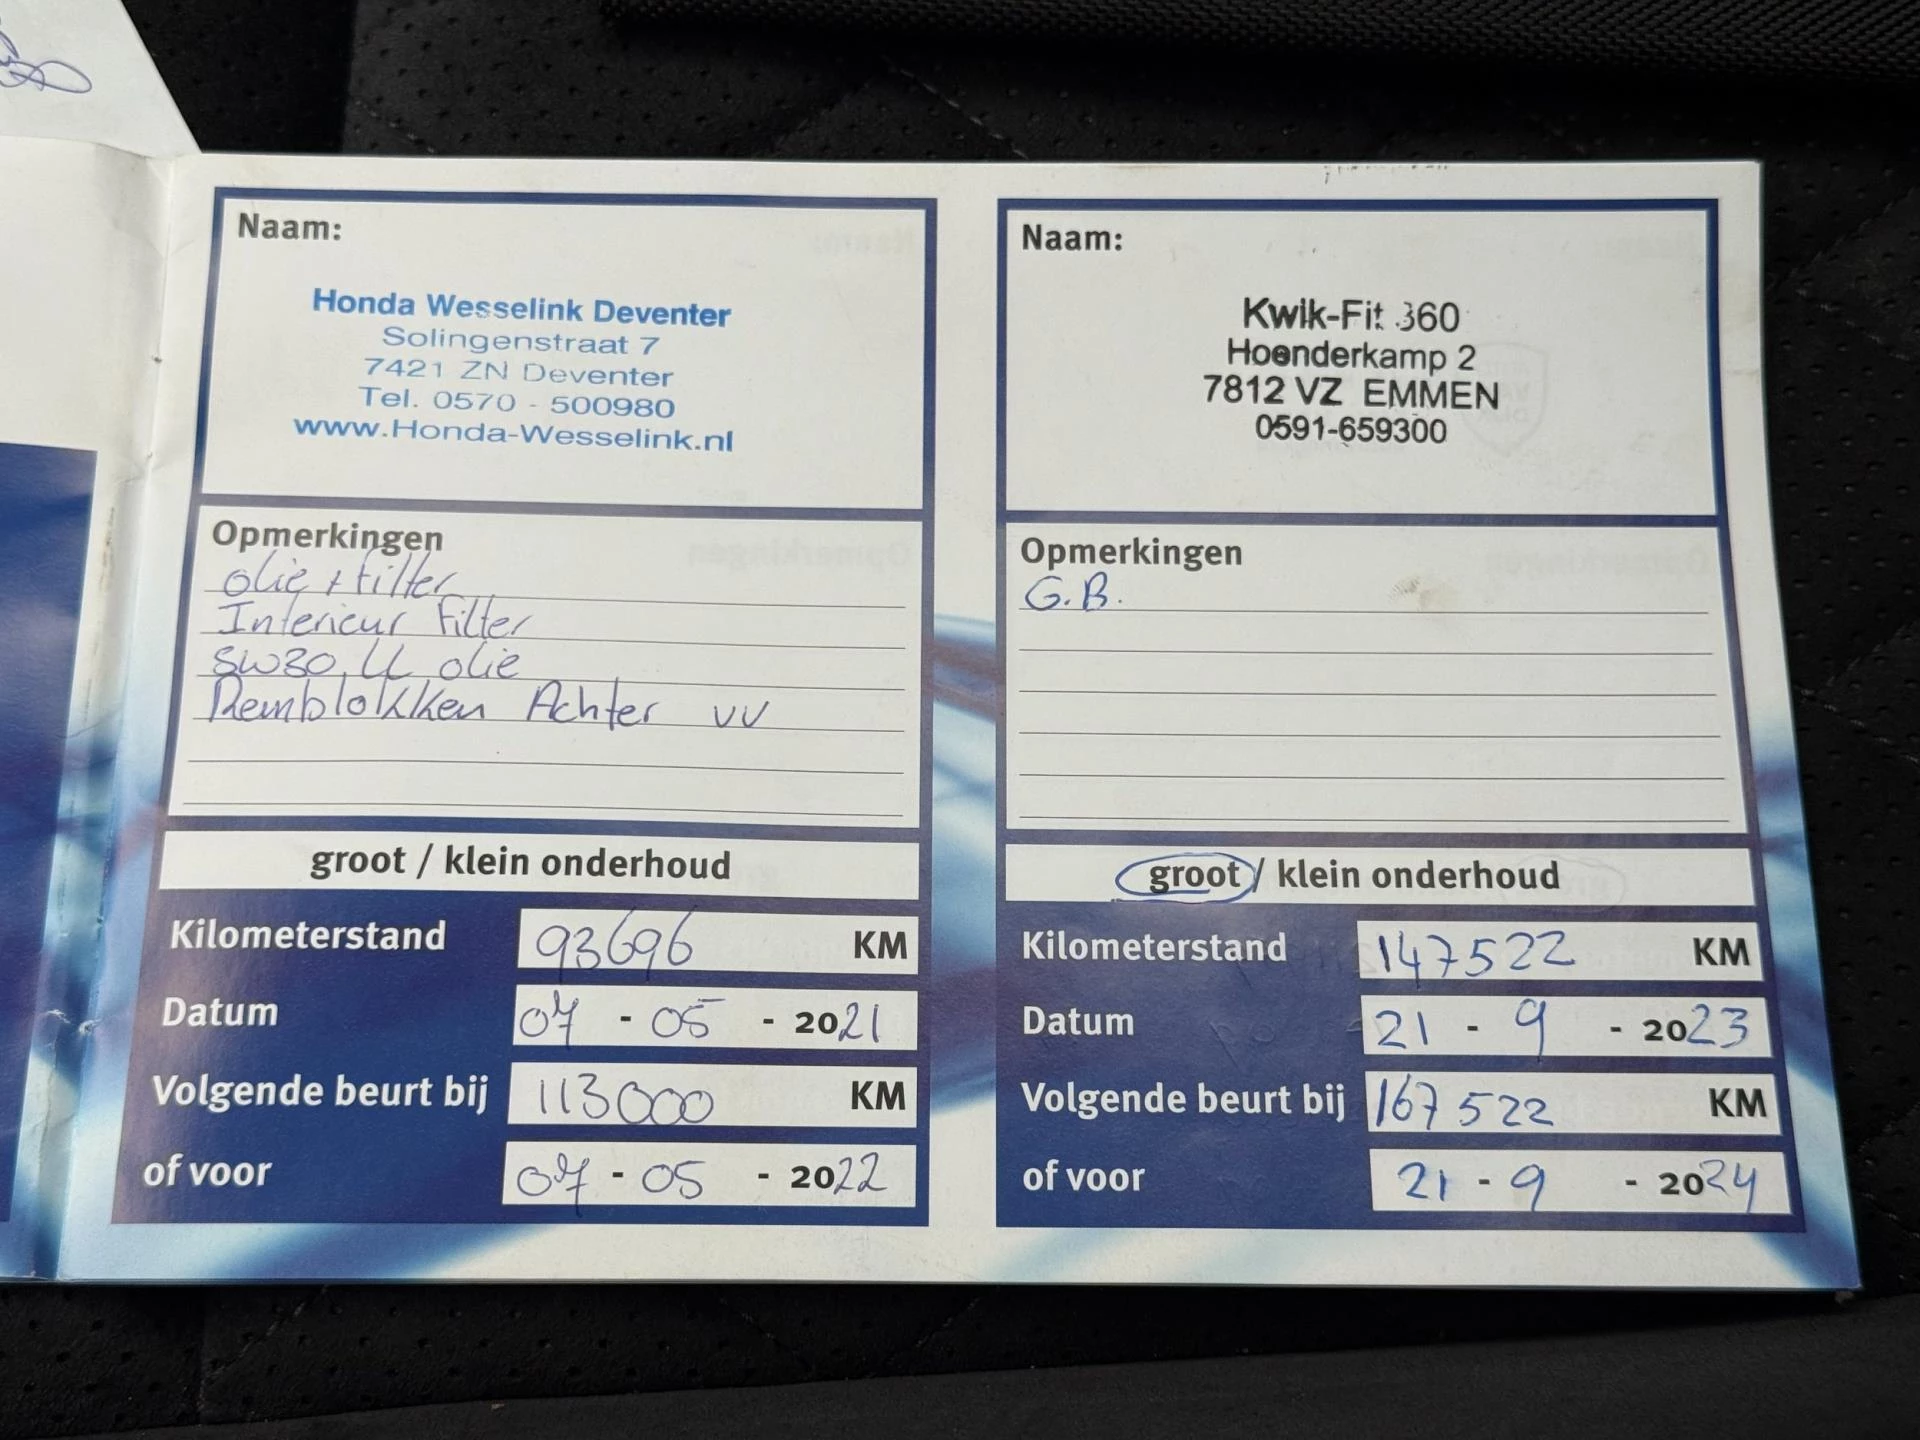 Naam:
Honda Wesselink Deventer
Solingenstraat 7
7421 ZN Deventer
Tel. 0570 - 500980
www.Honda-Wesselink.nl
Opmerkingen
olie + filter
Interieur filter
5W30 LL olie
Remblokken Achter vv
groot / klein onderhoud
Kilometerstand 93696 KM
Datum 07 - 05 - 2021
Volgende beurt bij 113000 KM
of voor 07 - 05 - 2022
Naam:
Kwik-Fit 360
Hoenderkamp 2
7812 VZ EMMEN
0591-659300
Opmerkingen
G.B.
groot / klein onderhoud
Kilometerstand 147522 KM
Datum 21 - 9 - 2023
Volgende beurt bij 167522 KM
of voor 21 - 9 - 2024